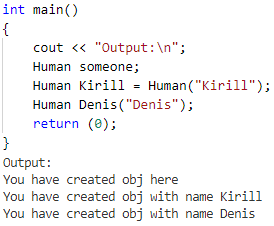 int main()
{
    cout << "Output:\n";
    Human someone;
    Human Kirill = Human("Kirill");
    Human Denis("Denis");
    return (0);
}
Output:
You have created obj here
You have created obj with name Kirill
You have created obj with name Denis